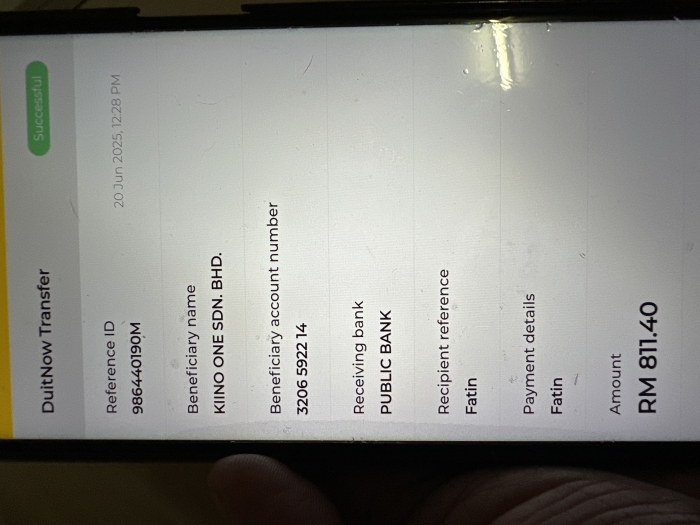 DuitNow Transfer
Successful
Reference ID
20 Jun 2025, 12:28 PM
986440190M
Beneficiary name
KIINO ONE SDN. BHD.
Beneficiary account number
3206 5922 14
Receiving bank
PUBLIC BANK
Recipient reference
Fatin
Payment details
Fatin
Amount
RM 811.40